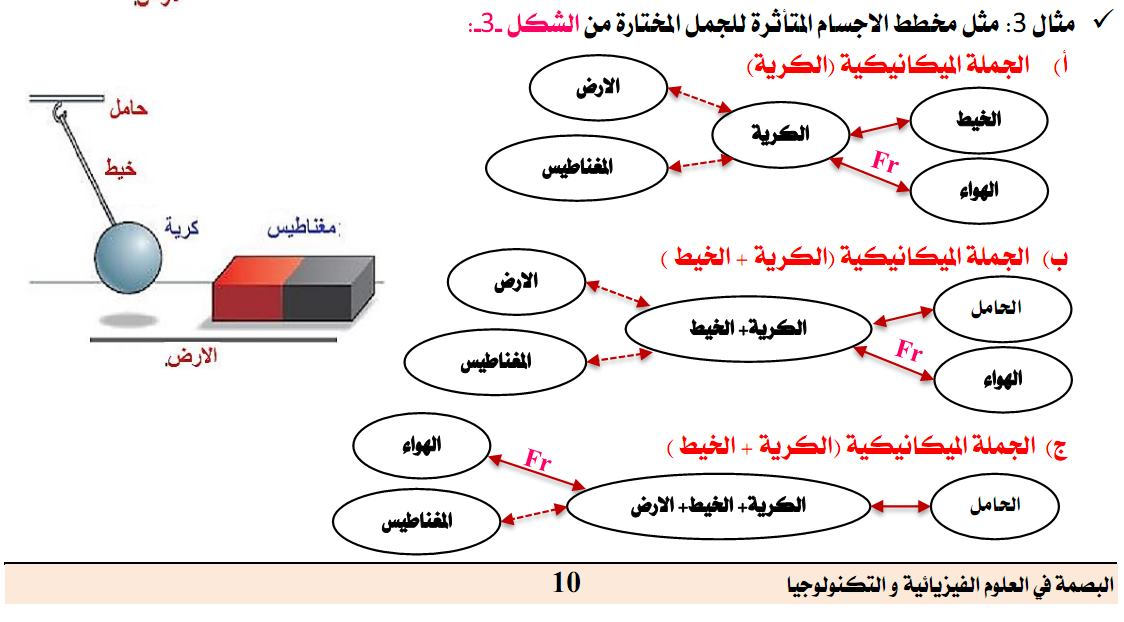 ✓ مثال 3: مثل مخطط الاجسام المتأثرة للجمل المختارة من الشكل ـ3ـ:
أ) الجملة الميكانيكية (الكرية)
الارض
الخيط
الكرية
المغناطيس
Fr
الهواء
حامل
خيط
كرية
مغناطيس:
الارض.
ب) الجملة الميكانيكية (الكرية + الخيط )
الارض
الحامل
الكرية+ الخيط
المغناطيس
Fr
الهواء
ج) الجملة الميكانيكية (الكرية + الخيط )
الهواء
Fr
الكرية+ الخيط+ الارض
الحامل
المغناطيس
البصمة في العلوم الفيزيائية و التكنولوجيا
10